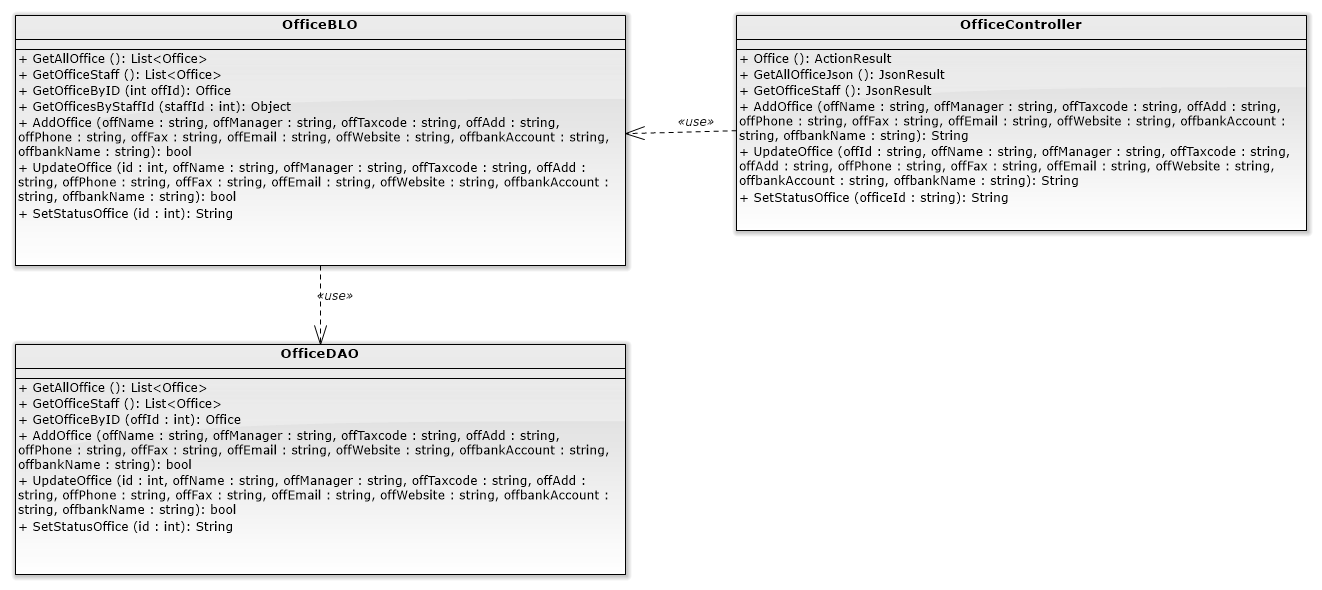 OfficeBLO
+ GetAllOffice (): List<Office>
+ GetOfficeStaff (): List<Office>
+ GetOfficeByID (int offId): Office
+ GetOfficesByStaffId (staffId : int): Object
+ AddOffice (offName : string, offManager : string, offTaxcode : string, offAdd : string,
offPhone : string, offFax : string, offEmail : string, offWebsite : string, offbankAccount : string,
offbankName : string): bool
+ UpdateOffice (id : int, offName : string, offManager : string, offTaxcode : string, offAdd :
string, offPhone : string, offFax : string, offEmail : string, offWebsite : string, offbankAccount :
string, offbankName : string): bool
+ SetStatusOffice (id : int): String
«use»
OfficeController
+ Office (): ActionResult
+ GetAllOfficeJson (): JsonResult
+ GetOfficeStaff (): JsonResult
+ AddOffice (offName : string, offManager : string, offTaxcode : string, offAdd : string,
offPhone : string, offFax : string, offEmail : string, offWebsite : string, offbankAccount :
string, offbankName : string): String
+ UpdateOffice (offId : string, offName : string, offManager : string, offTaxcode : string,
offAdd : string, offPhone : string, offFax : string, offEmail : string, offWebsite : string,
offbankAccount : string, offbankName : string): String
+ SetStatusOffice (officeId : string): String
«use»
OfficeDAO
+ GetAllOffice (): List<Office>
+ GetOfficeStaff (): List<Office>
+ GetOfficeByID (offId : int): Office
+ AddOffice (offName : string, offManager : string, offTaxcode : string, offAdd : string,
offPhone : string, offFax : string, offEmail : string, offWebsite : string, offbankAccount : string,
offbankName : string): bool
+ UpdateOffice (id : int, offName : string, offManager : string, offTaxcode : string, offAdd :
string, offPhone : string, offFax : string, offEmail : string, offWebsite : string, offbankAccount :
string, offbankName : string): bool
+ SetStatusOffice (id : int): String